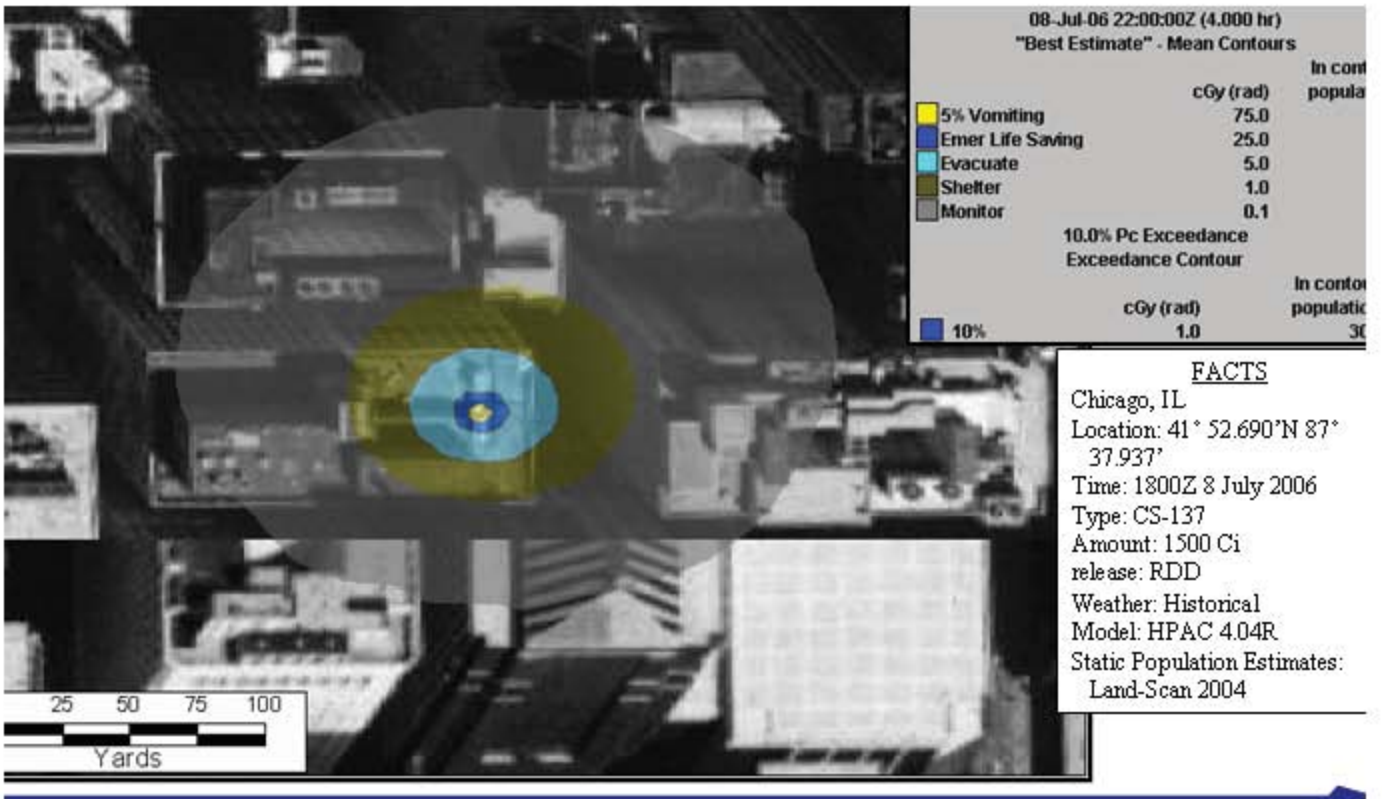 08-Jul-06 22:00:00Z (4.000 hr)
"Best Estimate" - Mean Contours
In cont
cGy (rad) popula
5% Vomiting 75.0
Emer Life Saving 25.0
Evacuate 5.0
Shelter 1.0
Monitor 0.1
10.0% Pc Exceedance
Exceedance Contour
In contou
cGy (rad) populatio
10% 1.0 30
FACTS
Chicago, IL
Location: 41° 52.690'N 87°
37.937'
Time: 1800Z 8 July 2006
Type: CS-137
Amount: 1500 Ci
release: RDD
Weather: Historical
Model: HPAC 4.04R
Static Population Estimates:
Land-Scan 2004
25 50 75 100
Yards